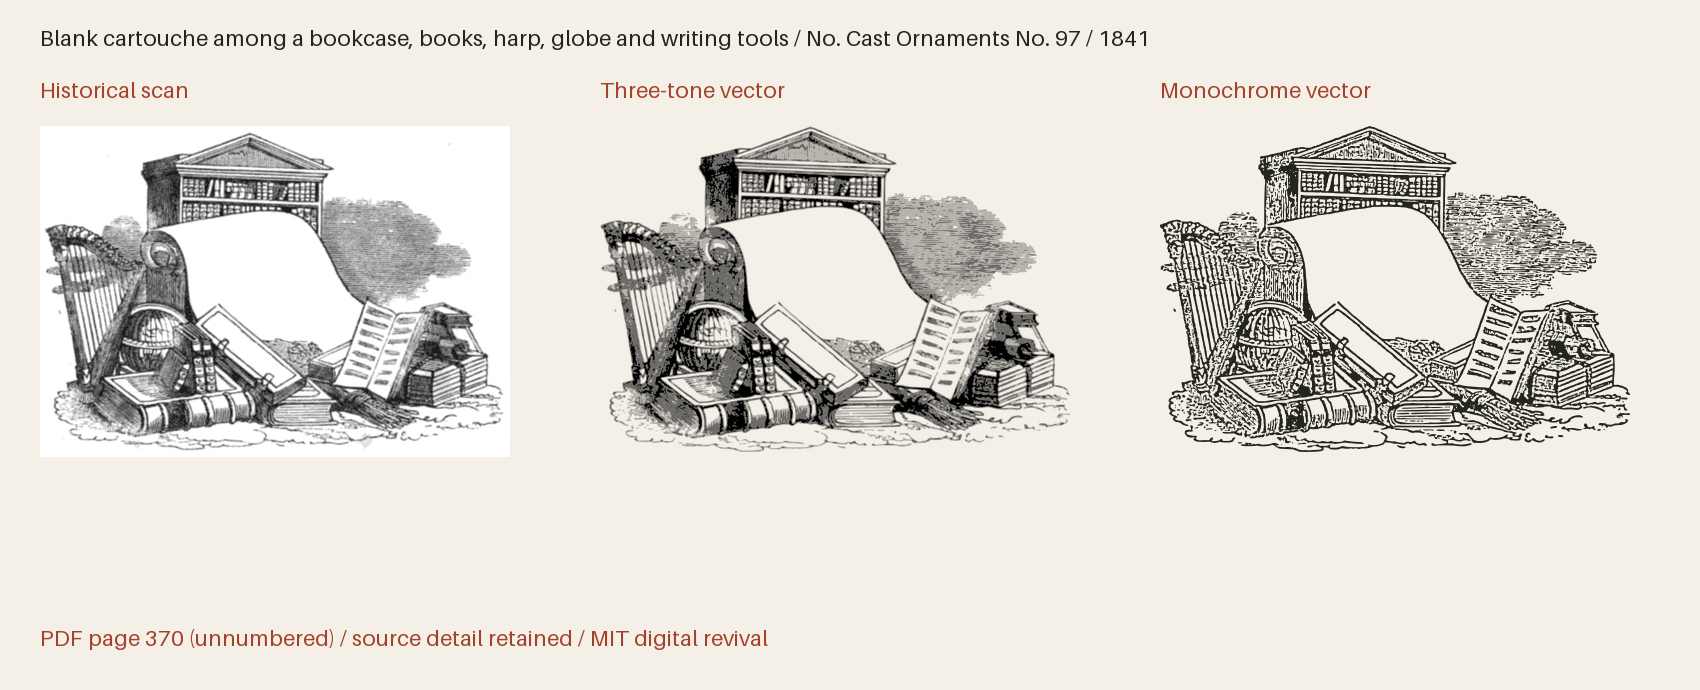 Blank cartouche among a bookcase, books, harp, globe and writing tools / No. Cast Ornaments No. 97 / 1841
Historical scan
Three-tone vector
Monochrome vector
PDF page 370 (unnumbered) / source detail retained / MIT digital revival